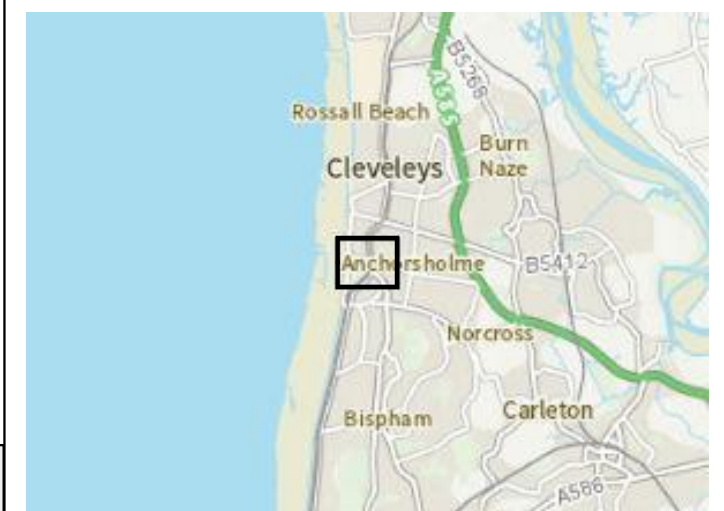 B5268
A585
Rossall Beach
Burn
Naze
Cleveleys
Anchorsholme
B5412
Norcross
Carleton
Bispham
A586